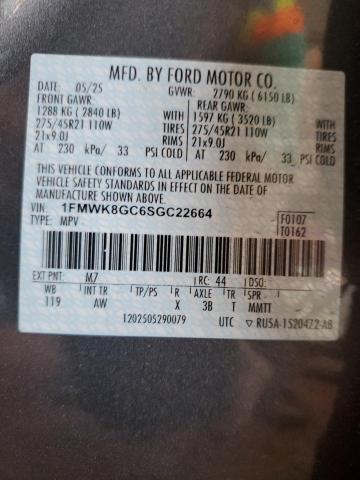 MFD. BY FORD MOTOR CO.
DATE: 05/25 GVWR: 2790 KG ( 6150 LB)
FRONT GAWR: REAR GAWR:
1288 KG ( 2840 LB) WITH 1597 KG ( 3520 LB) WITH
275/45R21 110W TIRES 275/45R21 110W TIRES
21x9.0J RIMS 21x9.0J RIMS
AT 230 kPa/ 33 PSI COLD AT 230 kPa/ 33 PSI COLD
THIS VEHICLE CONFORMS TO ALL APPLICABLE FEDERAL MOTOR
VEHICLE SAFETY STANDARDS IN EFFECT ON THE DATE OF
MANUFACTURE SHOWN ABOVE.
VIN: 1FMWK8GC6SGC22664 F0107
TYPE: MPV T0162
EXT PNT: M7 RC: 44 DSO:
WB INT TR TP/PS R AXLE TR SPR
119 AW X 3B T MMTT
1202505290079 UTC ▽ RU5A-15204Z2-AB